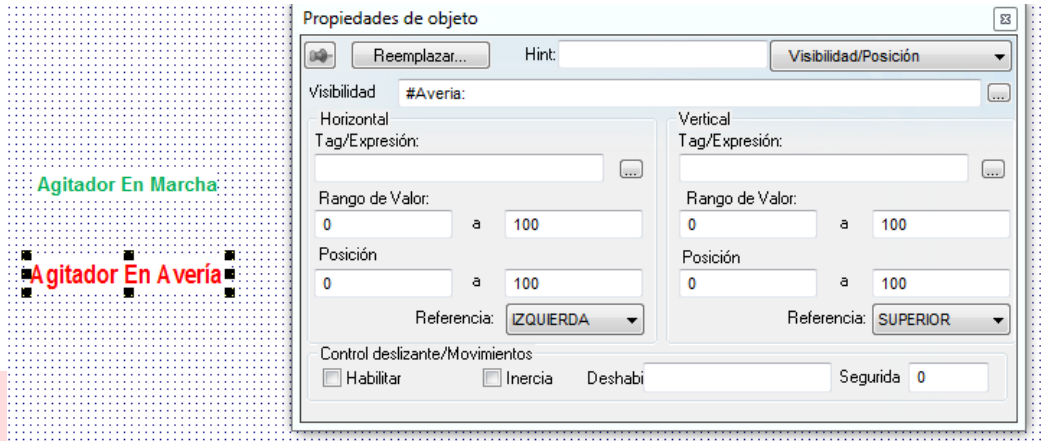 Propiedades de objeto
Reemplazar... Hint: Visibilidad/Posición
Visibilidad #Averia: ...
Horizontal Vertical
Tag/Expresión: Tag/Expresión:
... ...
Agitador En Marcha
Rango de Valor: Rango de Valor:
0 a 100 0 a 100
Posición Posición
Agitador En Avería
0 a 100 0 a 100
Referencia: IZQUIERDA Referencia: SUPERIOR
Control deslizante/Movimientos
Habilitar Inercia Deshabi Segurida 0